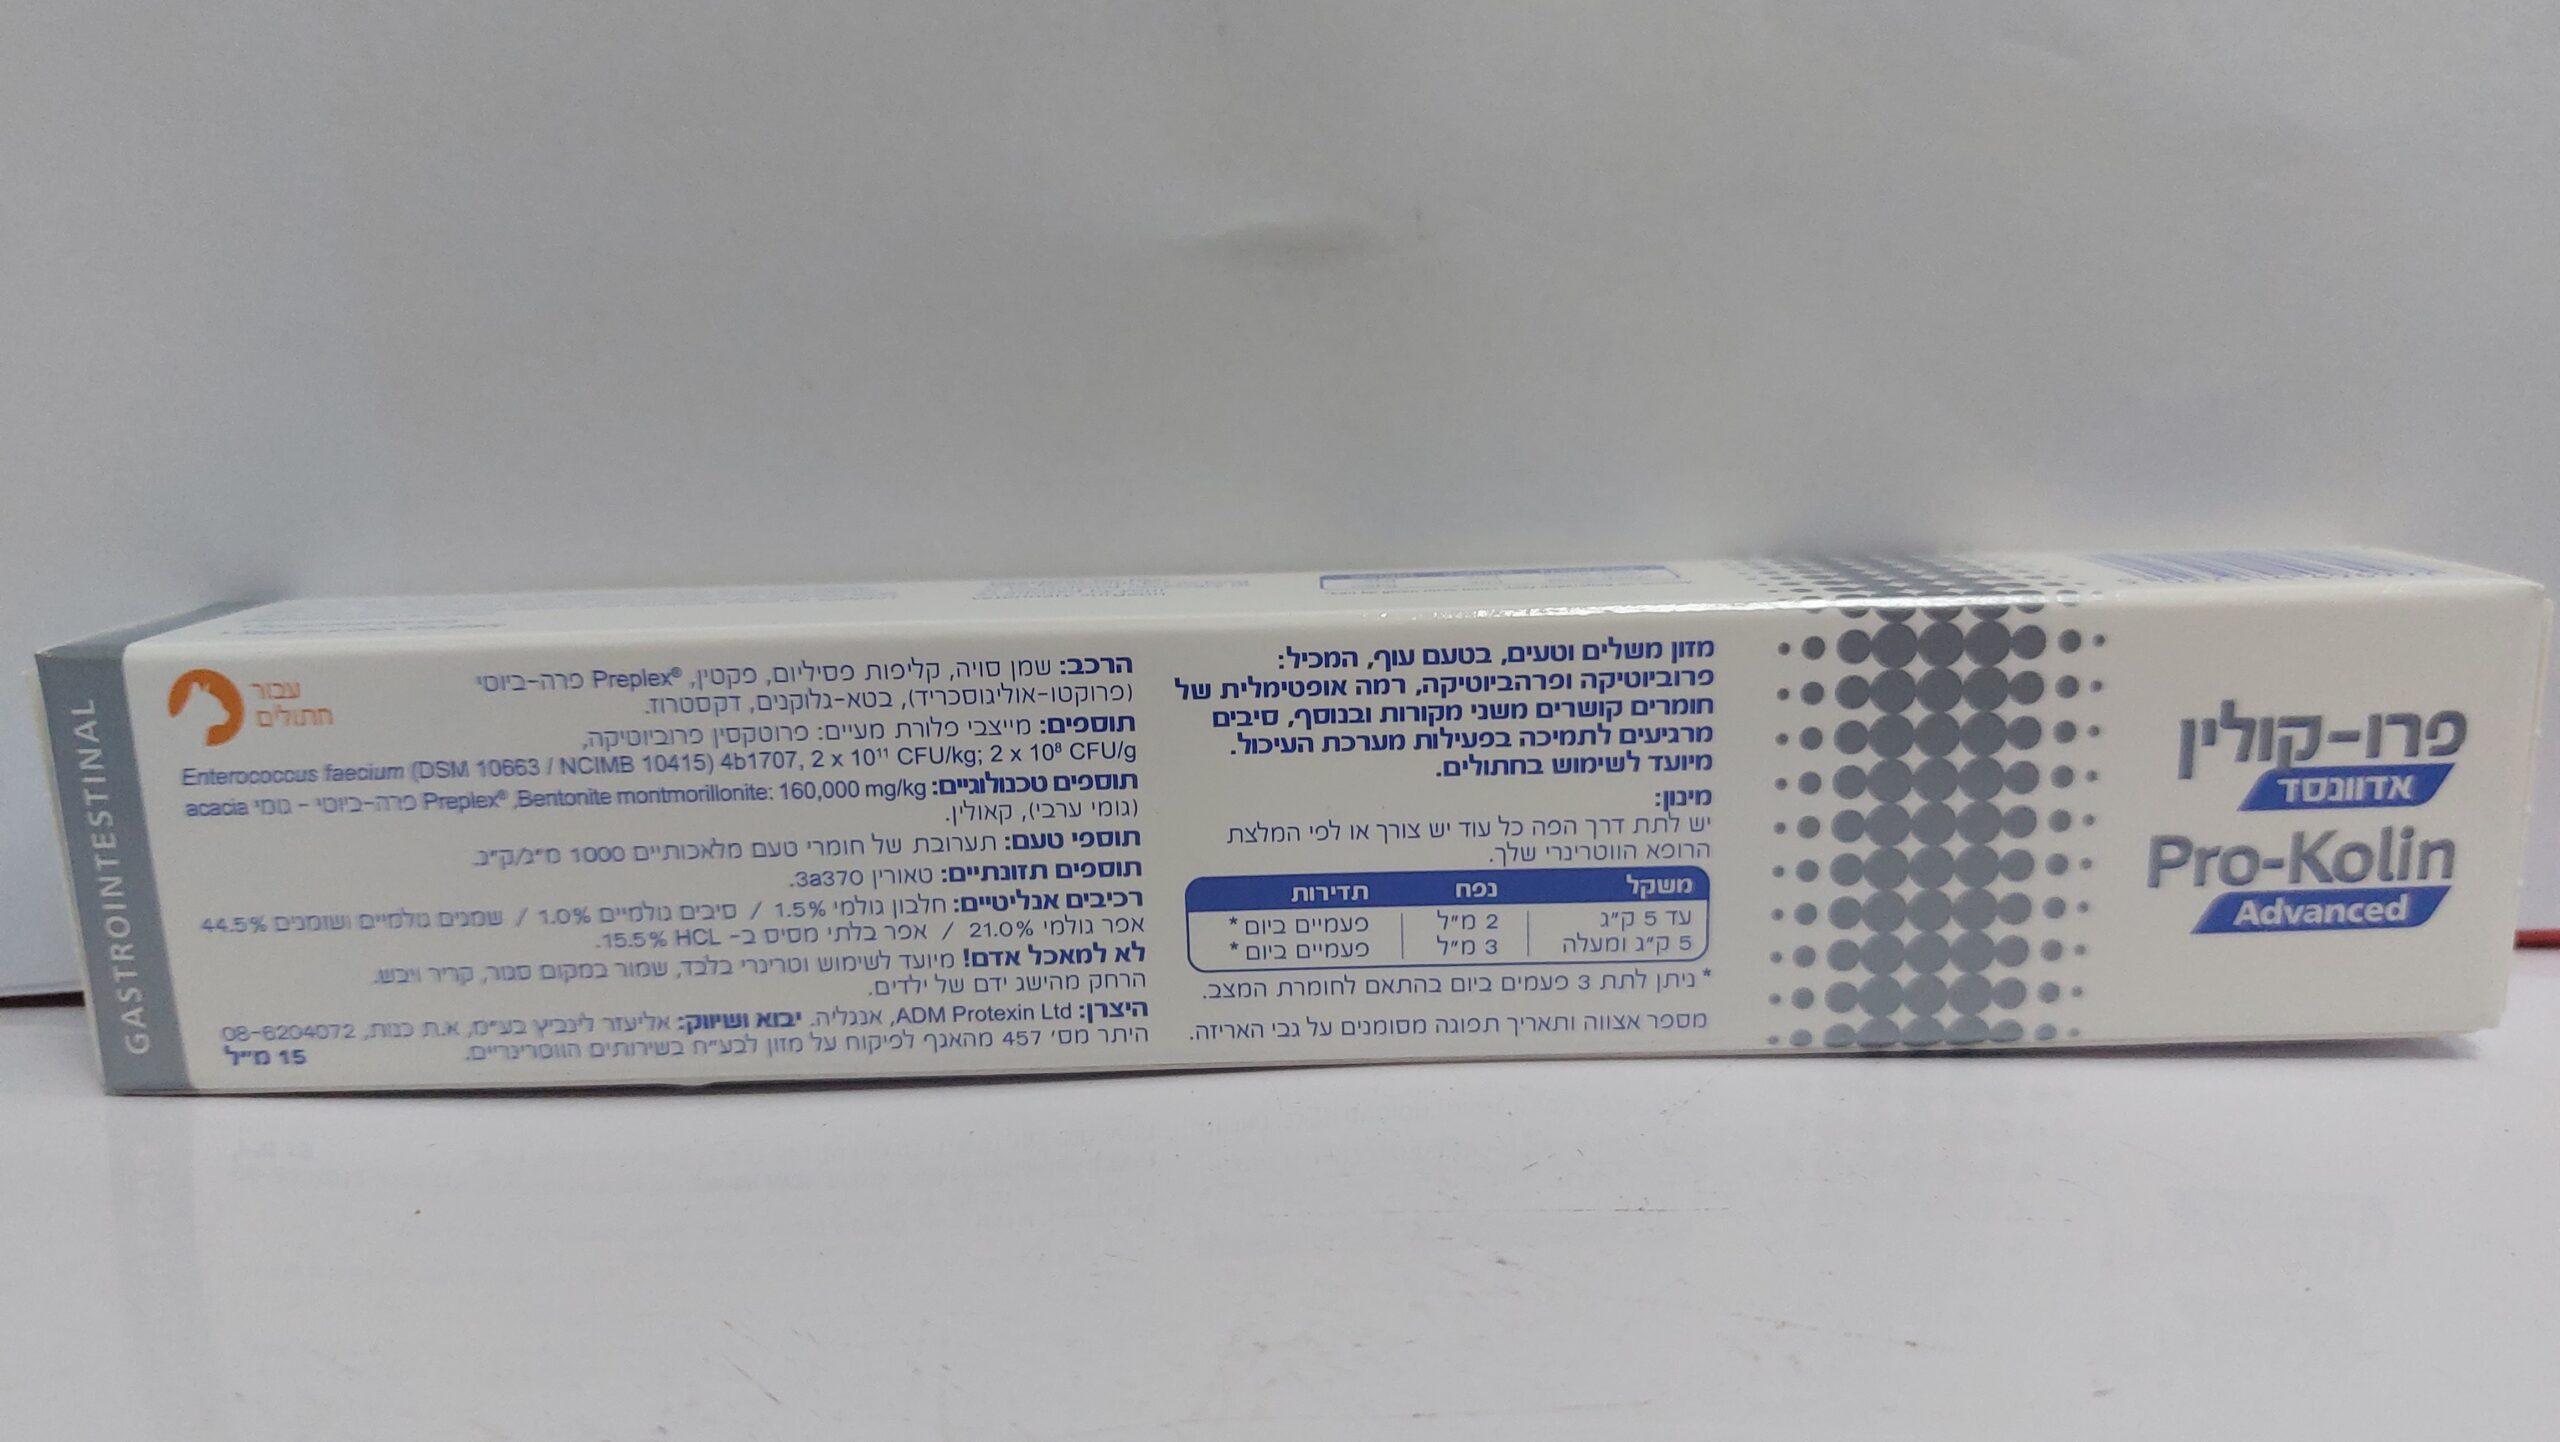 פרו-קולין
אדוונסד
Pro-Kolin
Advanced
מזון משלים וטעים, בטעם עוף, המכיל:
פרוביוטיקה ופרהביוטיקה, רמה אופטימלית של
חומרים קושרים משני מקורות ובנוסף, סיבים
מרגיעים לתמיכה בפעילות מערכת העיכול.
מיועד לשימוש בחתולים.
מינון:
יש לתת דרך הפה כל עוד יש צורך או לפי המלצת
הרופא הווטרינרי שלך.
משקל נפח תדירות
עד 5 ק״ג 2 מ״ל פעמיים ביום *
5 ק״ג ומעלה 3 מ״ל פעמיים ביום *
* ניתן לתת 3 פעמים ביום בהתאם לחומרת המצב.
מספר אצווה ותאריך תפוגה מסומנים על גבי האריזה.
הרכב: שמן סויה, קליפות פסיליום, פקטין, Preplex® פרה-ביוטי
(פרוקטו-אוליגוסכריד), בטא-גלוקנים, דקסטרוז.
תוספים: מייצבי פלורת מעיים: פרוטקסין פרוביוטיקה,
Enterococcus faecium (DSM 10663 / NCIMB 10415) 4b1707, 2 x 10¹¹ CFU/kg; 2 x 10⁸ CFU/g
תוספים טכנולוגיים: Bentonite montmorillonite: 160,000 mg/kg, Preplex® פרה-ביוטי - גומי acacia
(גומי ערבי), קאולין.
תוספי טעם: תערובת של חומרי טעם מלאכותיים 1000 מ״ג/ק״ג.
תוספים תזונתיים: טאורין 3a370.
רכיבים אנליטיים: חלבון גולמי 1.5% / סיבים גולמיים 1.0% / שמנים גולמיים ושומנים 44.5%
אפר גולמי 21.0% / אפר בלתי מסיס ב- HCL 15.5%.
לא למאכל אדם! מיועד לשימוש וטרינרי בלבד, שמור במקום סגור, קריר ויבש.
הרחק מהישג ידם של ילדים.
היצרן: ADM Protexin Ltd, אנגליה. יבוא ושיווק: אליעזר לינביץ בע״מ, א.ת כנות, 08-6204072
היתר מס׳ 457 מהאגף לפיקוח על מזון לבע״ח בשירותים הווטרינריים.
15 מ״ל
עבור
חתולים
GASTROINTESTINAL